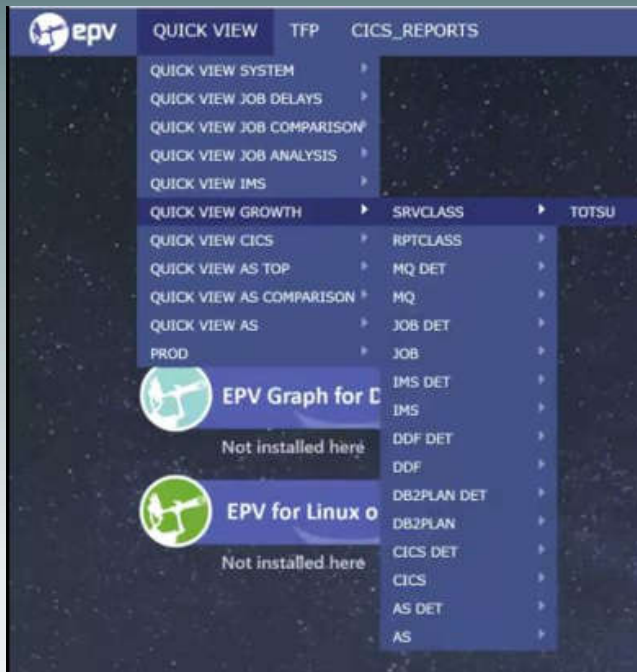 epv QUICK VIEW TFP CICS_REPORTS
QUICK VIEW SYSTEM
QUICK VIEW JOB DELAYS
QUICK VIEW JOB COMPARISON
QUICK VIEW JOB ANALYSIS
QUICK VIEW IMS
QUICK VIEW GROWTH SRVCLASS TOTSU
QUICK VIEW CICS RPTCLASS
QUICK VIEW AS TOP MQ DET
QUICK VIEW AS COMPARISON MQ
QUICK VIEW AS JOB DET
PROD JOB
IMS DET
EPV Graph for D
IMS
DDF DET
Not installed here
DDF
DB2PLAN DET
EPV for Linux o
DB2PLAN
CICS DET
Not installed here
CICS
AS DET
AS